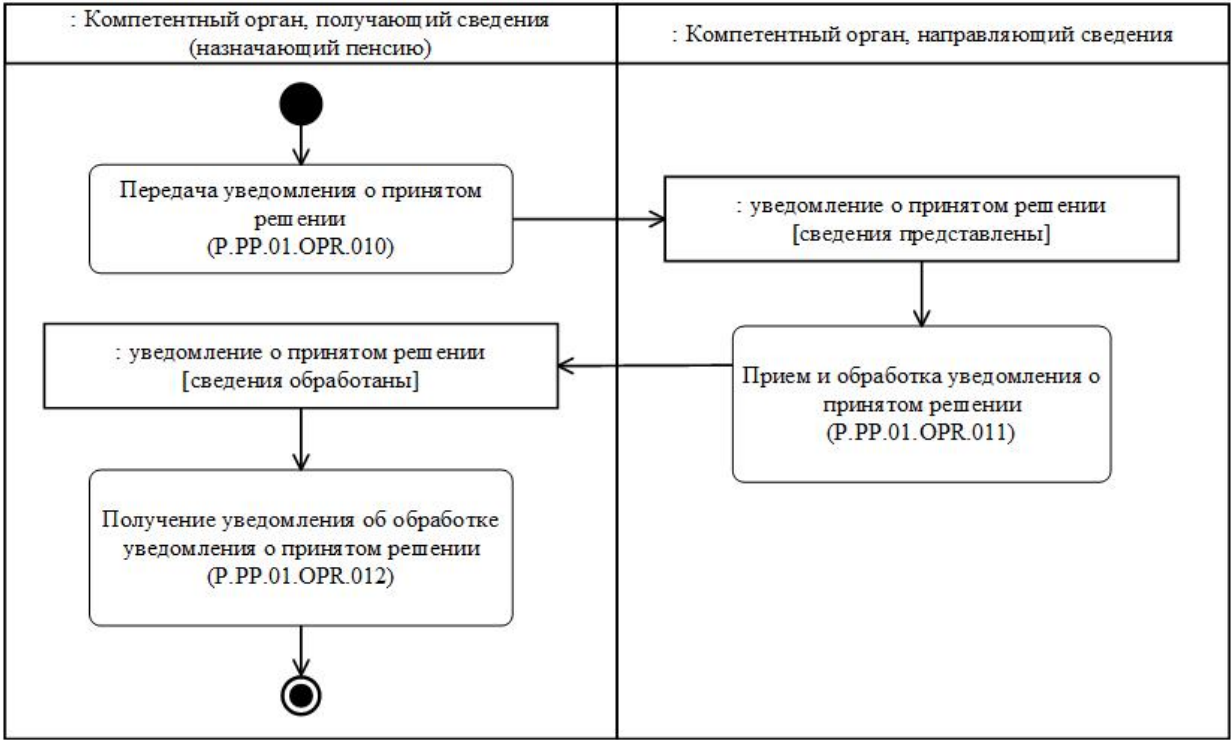 : Компетентный орган, получающий сведения
(назначающий пенсию)
: Компетентный орган, направляющий сведения
Передача уведомления о принятом
решении
(P.PP.01.OPR.010)
: уведомление о принятом решении
[сведения представлены]
: уведомление о принятом решении
[сведения обработаны]
Прием и обработка уведомления о
принятом решении
(P.PP.01.OPR.011)
Получение уведомления об обработке
уведомления о принятом решении
(P.PP.01.OPR.012)